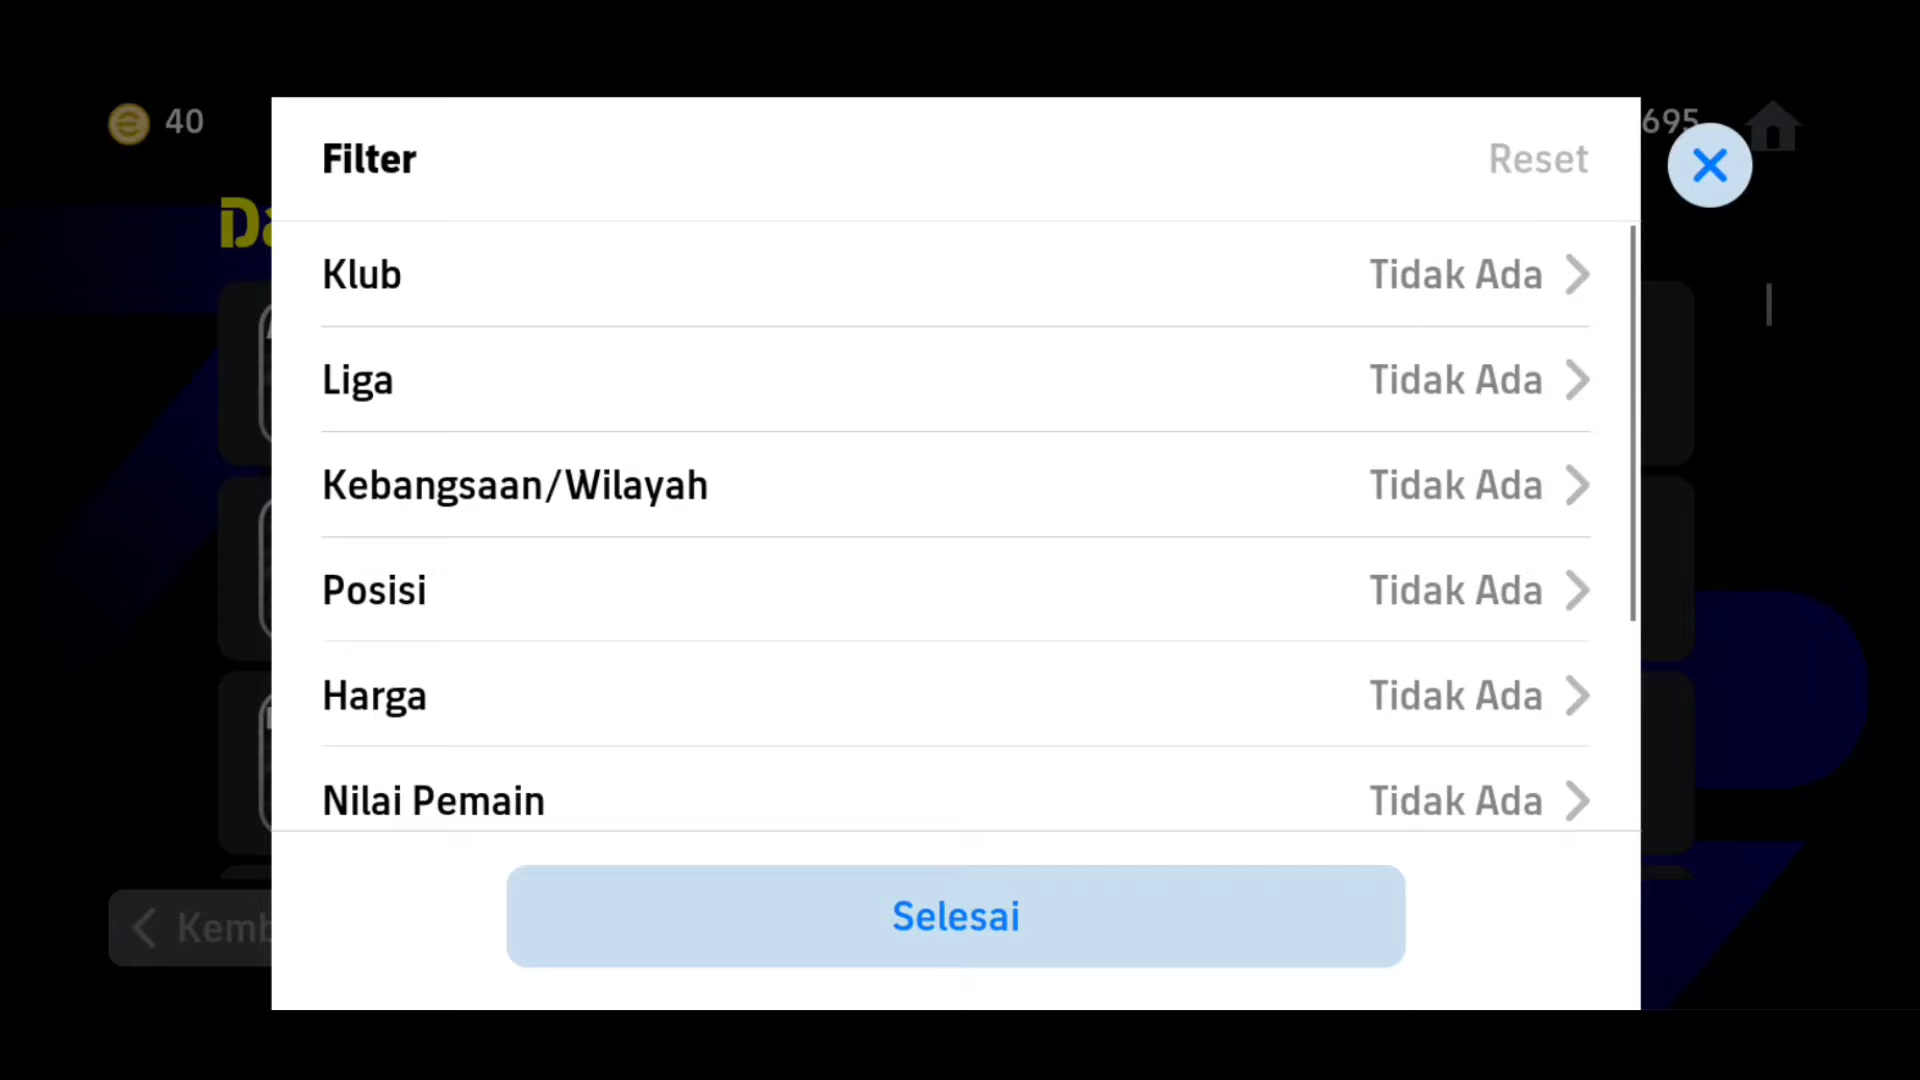 40
695
Filter
Reset
Klub
Tidak Ada
Liga
Tidak Ada
Kebangsaan/Wilayah
Tidak Ada
Posisi
Tidak Ada
Harga
Tidak Ada
Nilai Pemain
Tidak Ada
Selesai